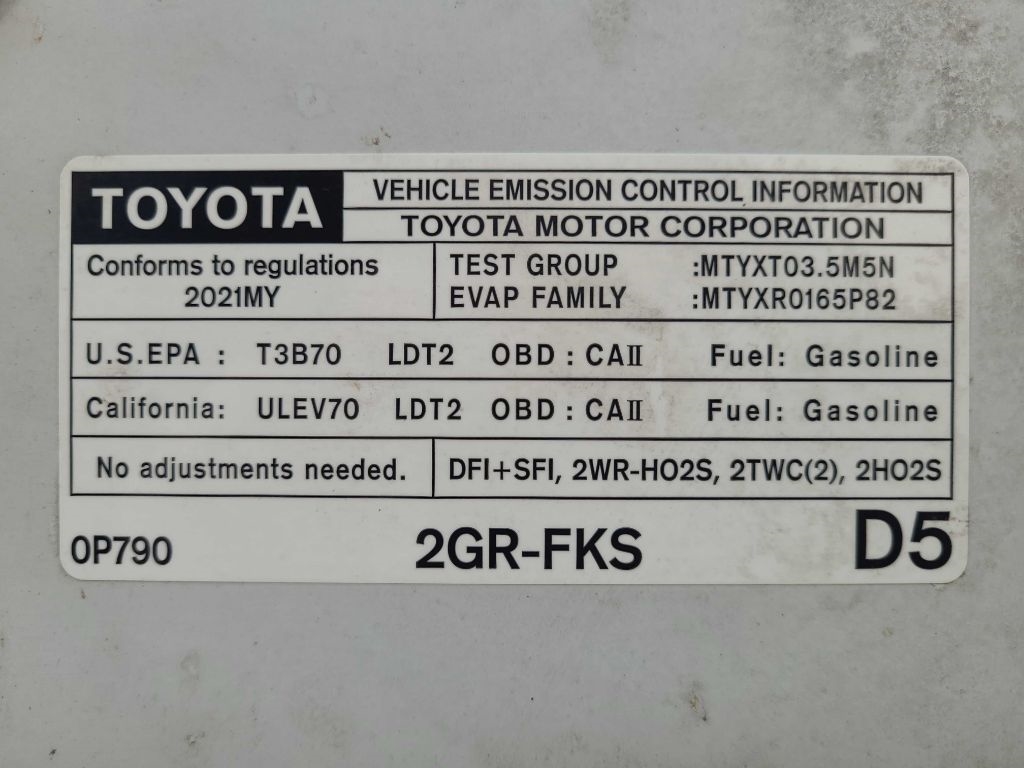 TOYOTA
VEHICLE EMISSION CONTROL INFORMATION
TOYOTA MOTOR CORPORATION
Conforms to regulations
2021MY
TEST GROUP :MTYXT03.5M5N
EVAP FAMILY :MTYXR0165P82
U.S.EPA : T3B70 LDT2 OBD : CAⅡ Fuel: Gasoline
California: ULEV70 LDT2 OBD : CAⅡ Fuel: Gasoline
No adjustments needed.
DFI+SFI, 2WR-HO2S, 2TWC(2), 2HO2S
0P790 2GR-FKS D5